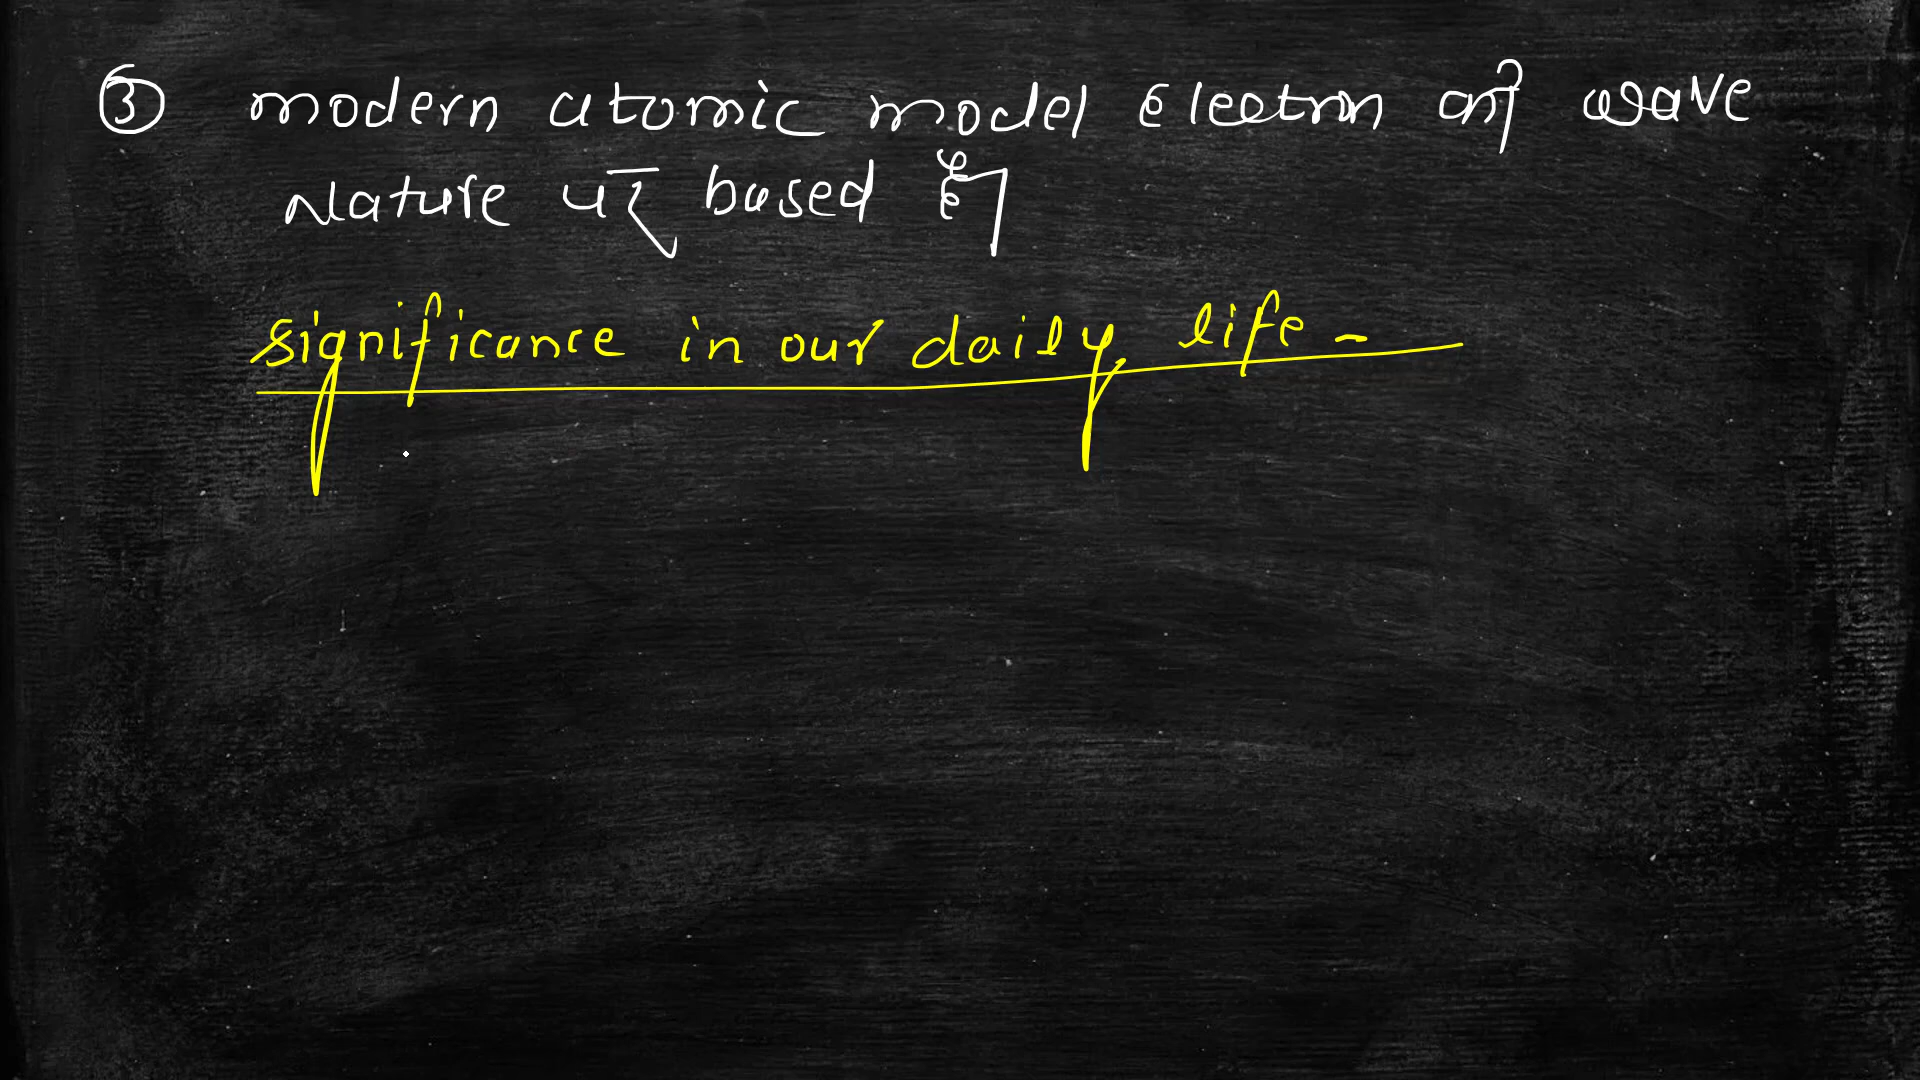 ③ modern atomic model electron की wave
Nature पर based है।
significance in our daily life -